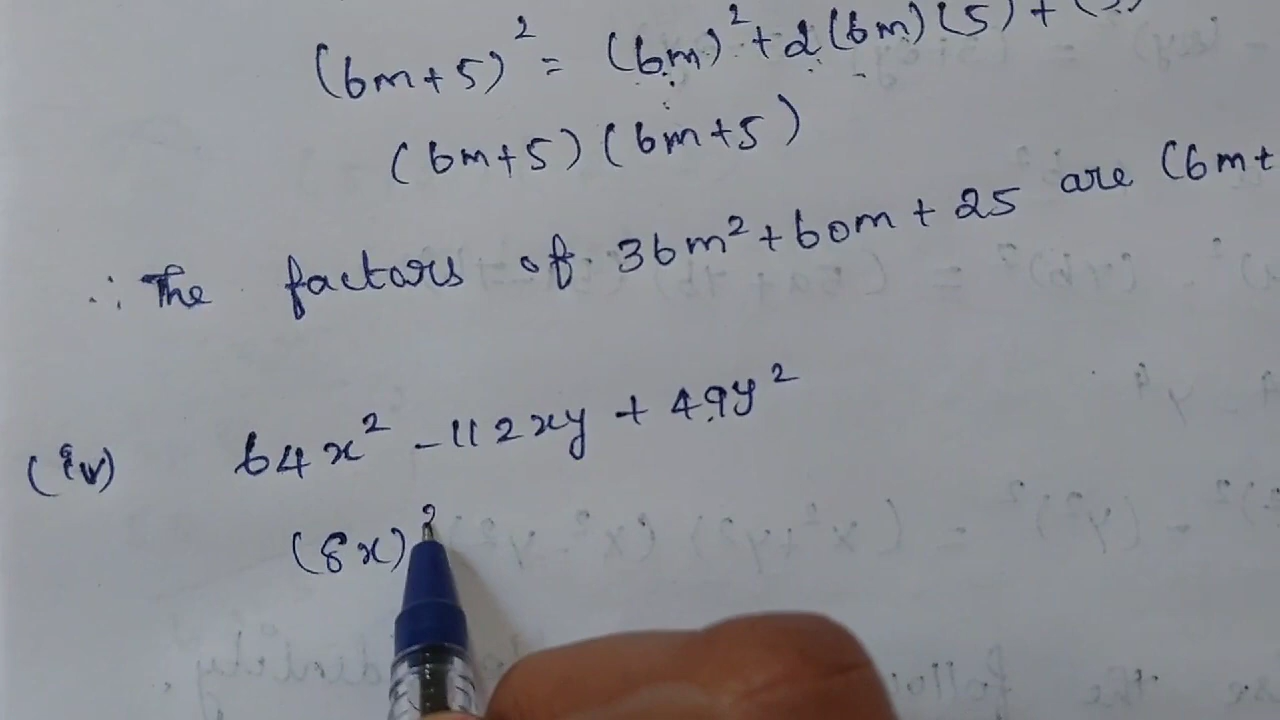 (6m+5)² = (6m)² + 2(6m)(5) +
(6m+5)(6m+5)
∴ The factors of 36m² + 60m + 25 are (6m+
(iv) 64x² - 112xy + 49y²
(8x)²